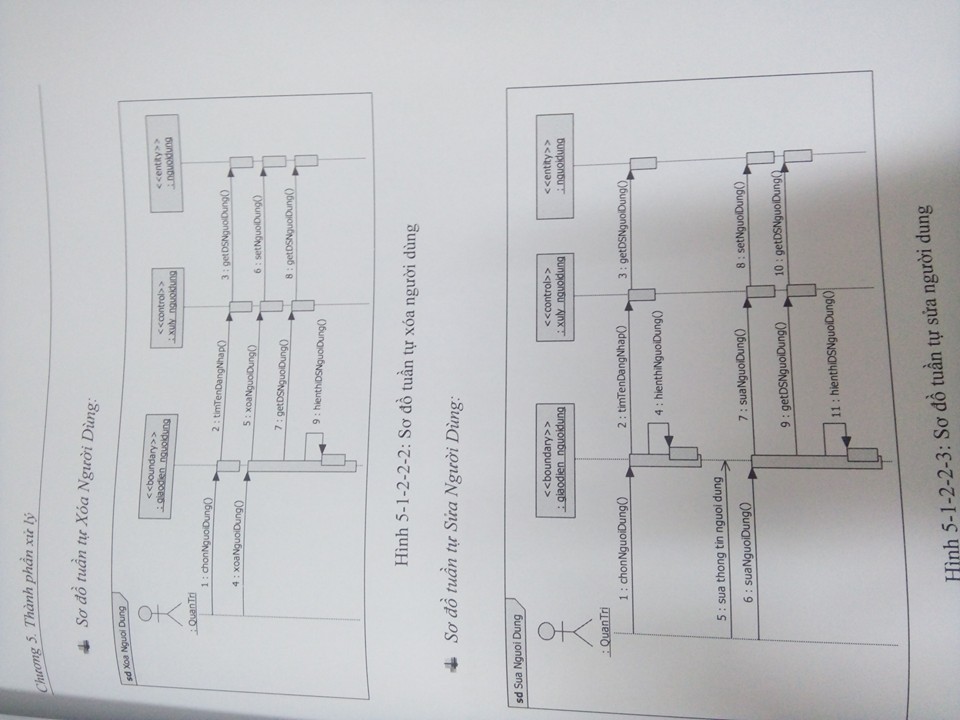 Chương 5. Thành phần xử lý
Sơ đồ tuần tự Xóa Người Dùng:
sd Xoa Nguoi Dung
: QuanTri
<<boundary>>
: giaodien_nguoidung
<<control>>
: xuly_nguoidung
<<entity>>
: nguoidung
1 : chonNguoiDung()
2 : timTenDangNhap()
3 : getDSNguoiDung()
4 : xoaNguoiDung()
5 : xoaNguoiDung()
6 : setNguoiDung()
7 : getDSNguoiDung()
8 : getDSNguoiDung()
9 : hienthiDSNguoiDung()
Hình 5-1-2-2-2: Sơ đồ tuần tự xóa người dùng
Sơ đồ tuần tự Sửa Người Dùng:
sd Sua Nguoi Dung
: QuanTri
<<boundary>>
: giaodien_nguoidung
<<control>>
: xuly_nguoidung
<<entity>>
: nguoidung
1 : chonNguoiDung()
2 : timTenDangNhap()
3 : getDSNguoiDung()
4 : hienthiNguoiDung()
5 : sua thong tin nguoi dung
6 : suaNguoiDung()
7 : suaNguoiDung()
8 : setNguoiDung()
9 : getDSNguoiDung()
10 : getDSNguoiDung()
11 : hienthiDSNguoiDung()
Hình 5-1-2-2-3: Sơ đồ tuần tự sửa người dung